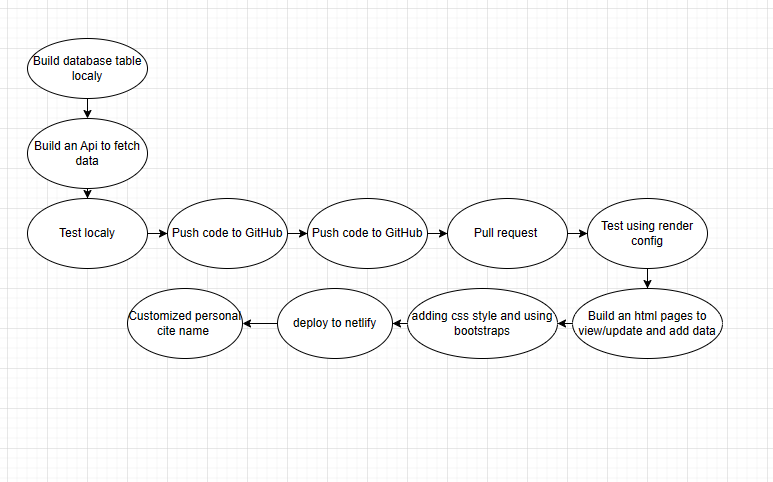 Build database table
localy
Build an Api to fetch
data
Test localy
Push code to GitHub
Push code to GitHub
Pull request
Test using render
config
Build an html pages to
view/update and add data
adding css style and using
bootstraps
deploy to netlify
Customized personal
cite name